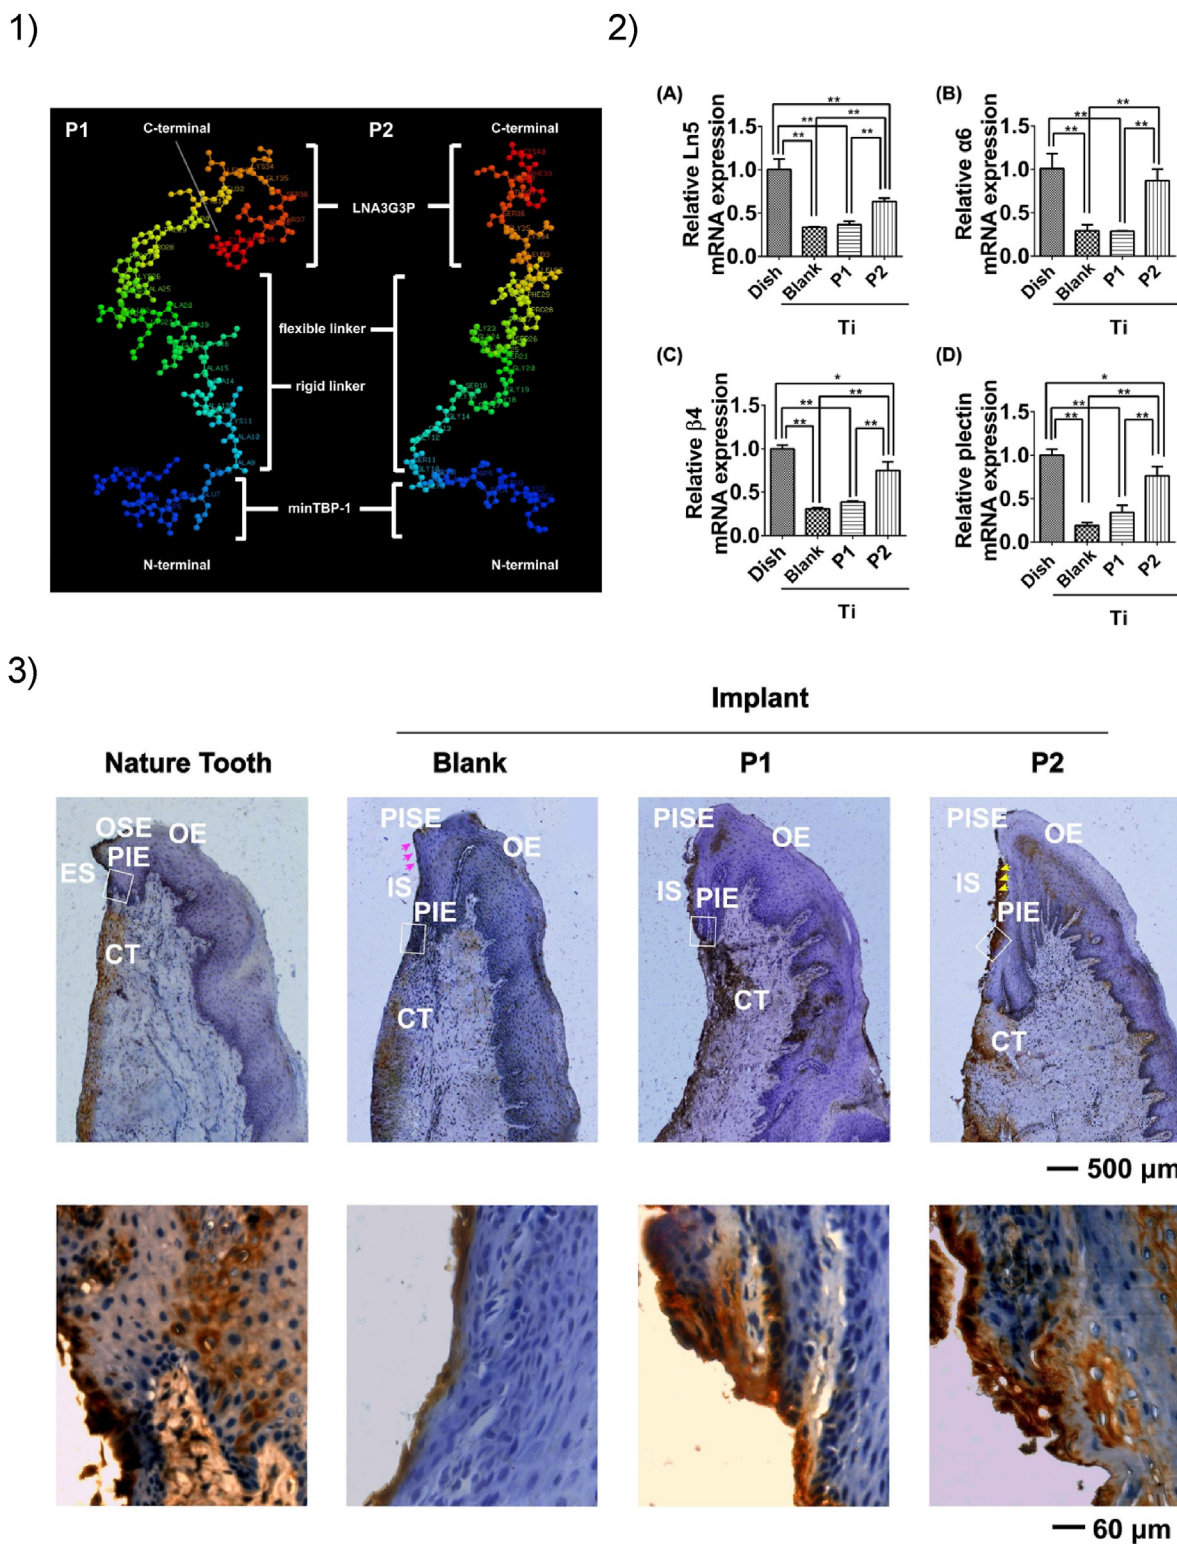 1)
2)
P1
P2
C-terminal
C-terminal
LNA3G3P
flexible linker
rigid linker
minTBP-1
N-terminal
N-terminal
(A)
Relative Ln5
mRNA expression
1.5
1.0
0.5
0.0
**
**
**
**
**
Dish
Blank
P1
P2
Ti
(B)
Relative α6
mRNA expression
1.5
1.0
0.5
0.0
**
**
**
**
Dish
Blank
P1
P2
Ti
(C)
Relative β4
mRNA expression
1.5
1.0
0.5
0.0
*
**
**
**
**
Dish
Blank
P1
P2
Ti
(D)
Relative plectin
mRNA expression
1.5
1.0
0.5
0.0
*
**
**
**
**
Dish
Blank
P1
P2
Ti
3)
Implant
Nature Tooth
Blank
P1
P2
OSE
OE
PIE
ES
CT
PISE
OE
IS
PIE
CT
PISE
OE
IS
PIE
CT
PISE
OE
IS
PIE
CT
500 µm
60 µm